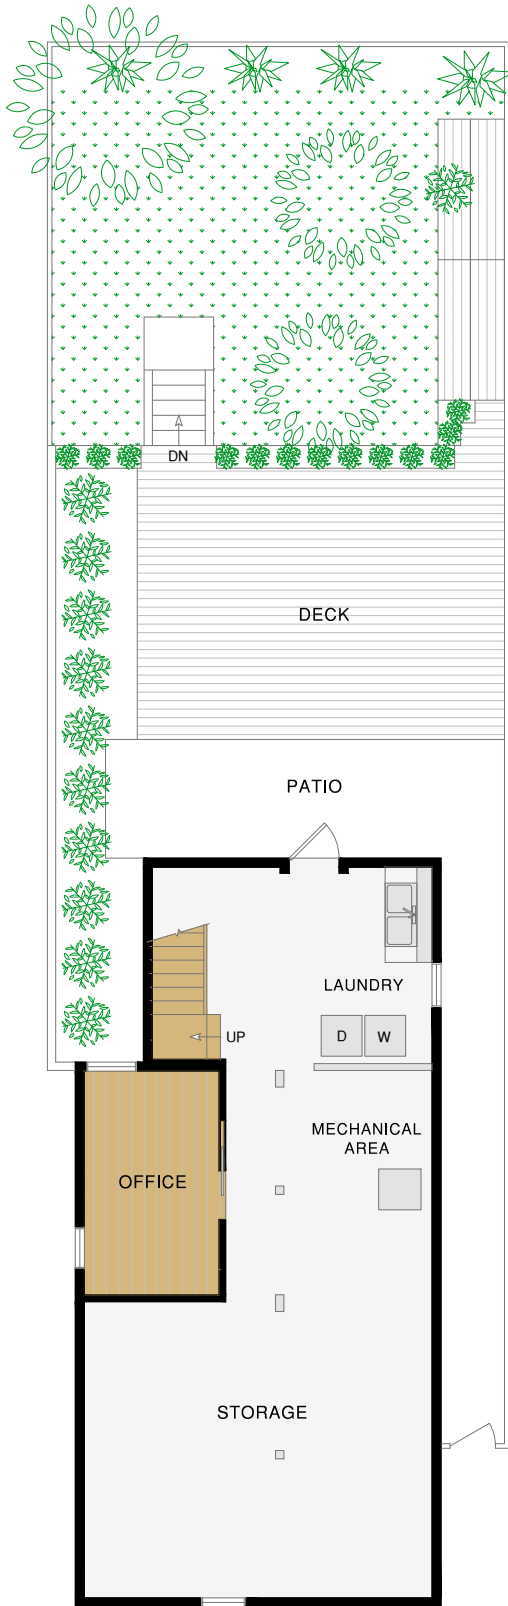 DN
DECK
PATIO
LAUNDRY
UP
D
W
MECHANICAL
AREA
OFFICE
STORAGE